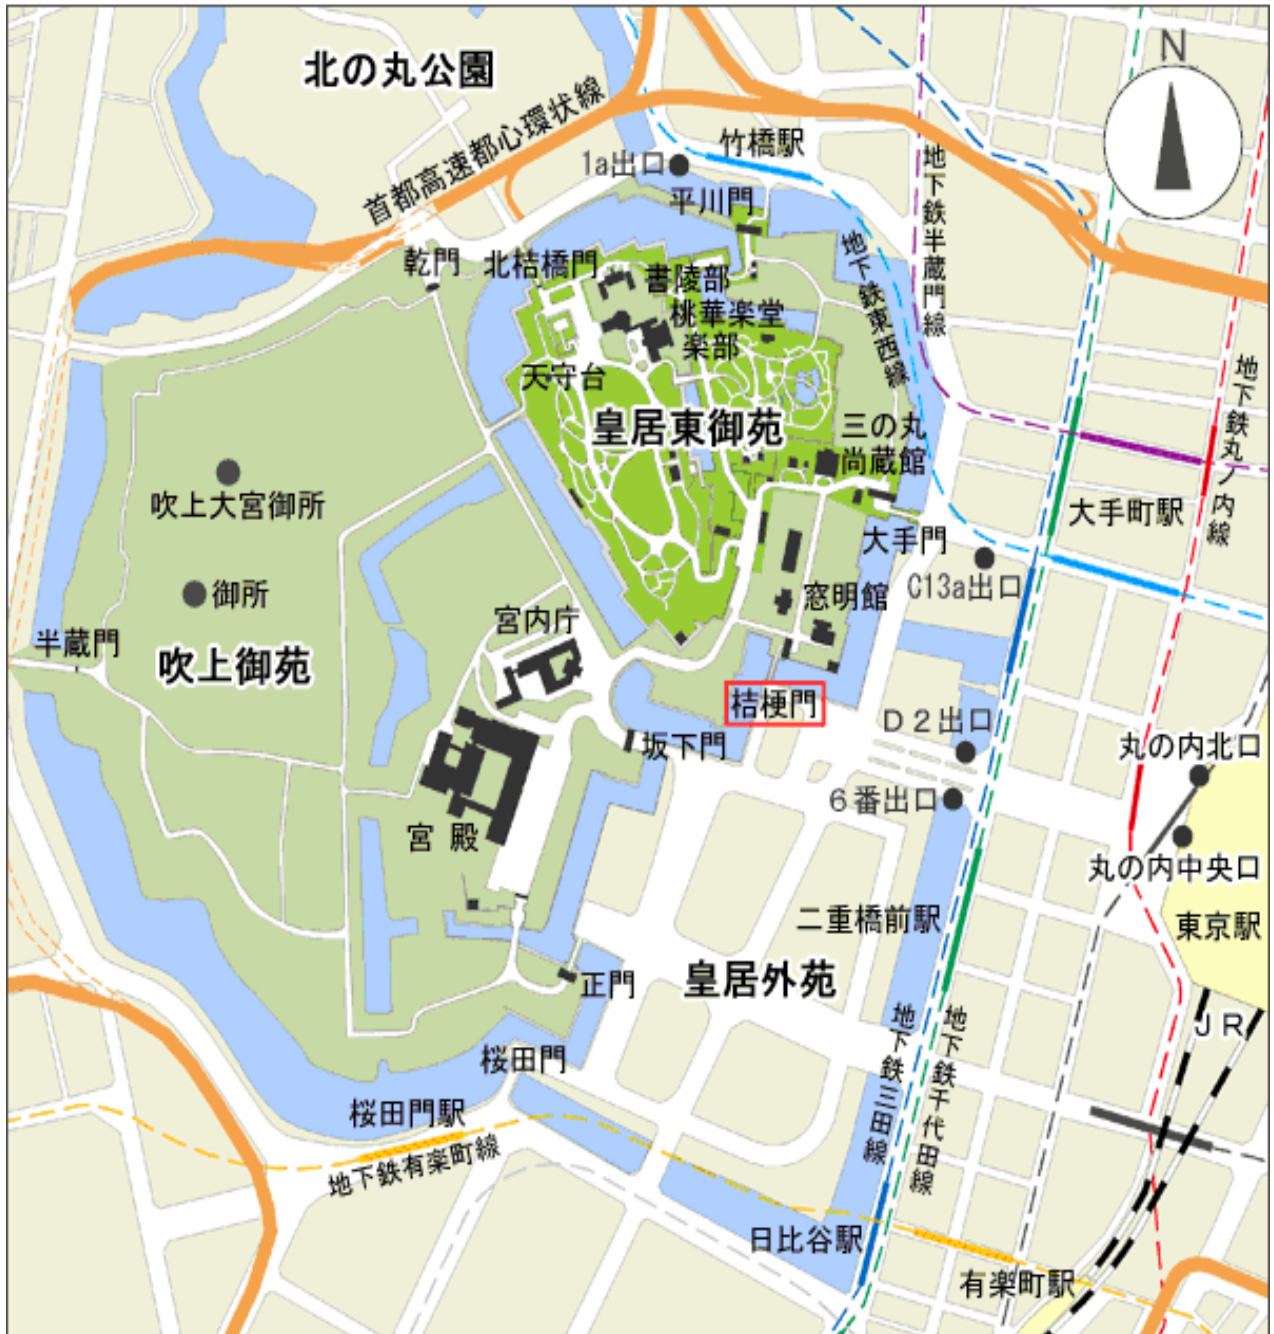 N
北の丸公園
首都高速都心環状線
竹橋駅
1a出口
平川門
乾門
北桔橋門
書陵部
桃華楽堂
楽部
天守台
皇居東御苑
三の丸
尚蔵館
地下鉄東西線
地下鉄半蔵門線
地下鉄丸ノ内線
吹上大宮御所
大手町駅
大手門
C13a出口
御所
窓明館
宮内庁
半蔵門
吹上御苑
桔梗門
D2出口
坂下門
丸の内北口
6番出口
宮殿
丸の内中央口
二重橋前駅
東京駅
正門
皇居外苑
JR
地下鉄三田線
地下鉄千代田線
桜田門
桜田門駅
地下鉄有楽町線
日比谷駅
有楽町駅